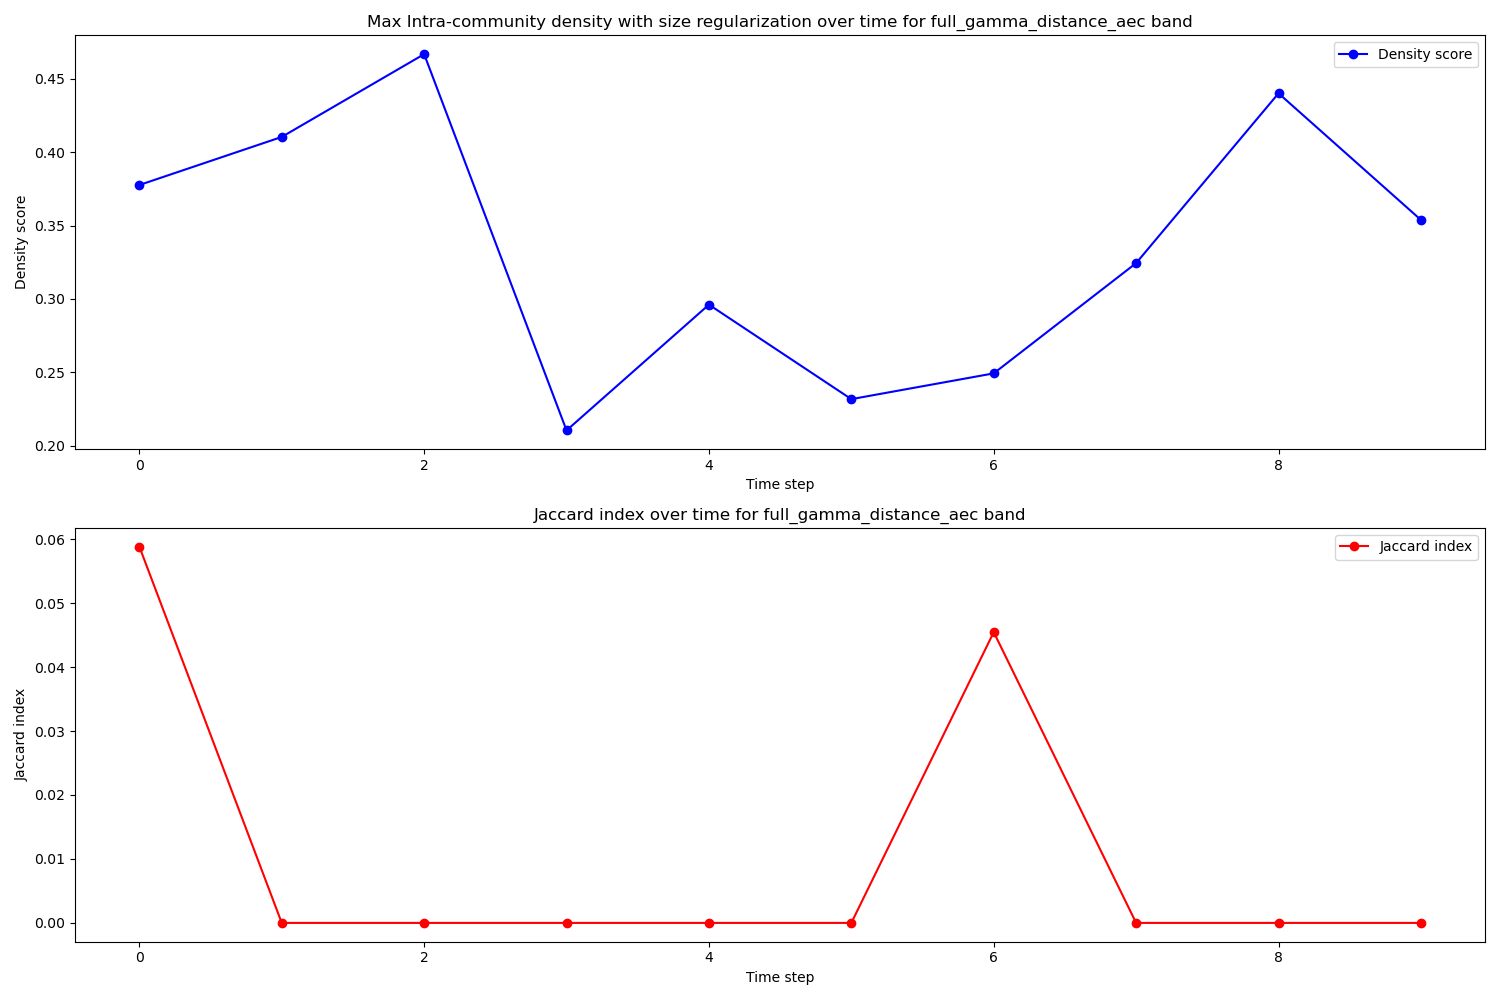 Max Intra-community density with size regularization over time for full_gamma_distance_aec band
Density score
0.45
0.40
0.35
0.30
0.25
0.20
Density score
0 2 4 6 8
Time step
Jaccard index over time for full_gamma_distance_aec band
Jaccard index
0.06
0.05
0.04
0.03
0.02
0.01
0.00
Jaccard index
0 2 4 6 8
Time step